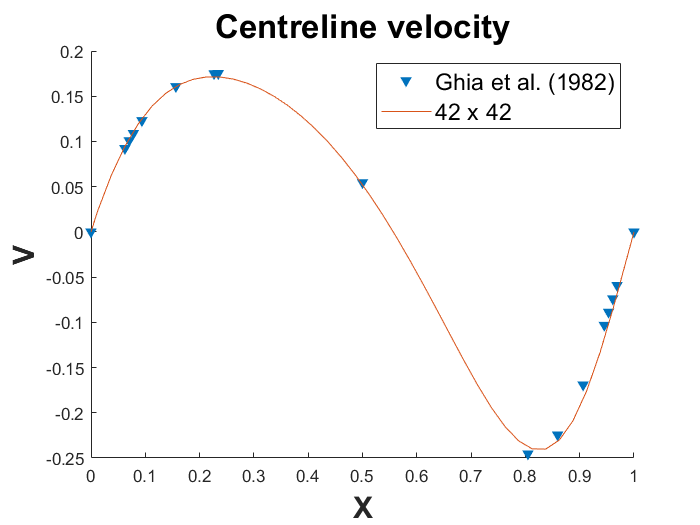 Centreline velocity
Ghia et al. (1982)
42 x 42
0.2
0.15
0.1
0.05
0
-0.05
-0.1
-0.15
-0.2
-0.25
V
0 0.1 0.2 0.3 0.4 0.5 0.6 0.7 0.8 0.9 1
X